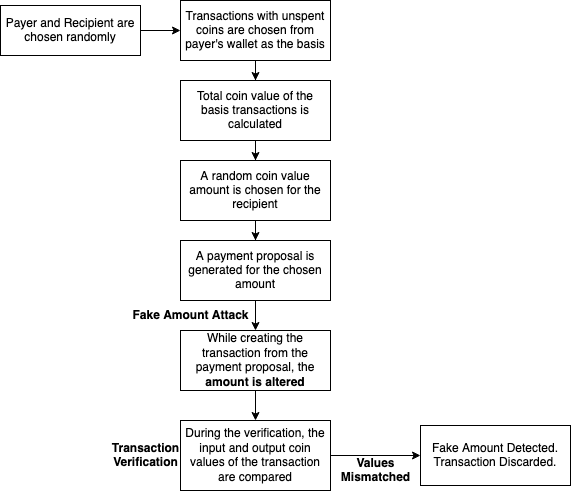 Payer and Recipient are
chosen randomly
Transactions with unspent
coins are chosen from
payer's wallet as the basis
Total coin value of the
basis transactions is
calculated
A random coin value
amount is chosen for the
recipient
A payment proposal is
generated for the chosen
amount
Fake Amount Attack
While creating the
transaction from the
payment proposal, the
amount is altered
Transaction
Verification
During the verification, the
input and output coin
values of the transaction
are compared
Values
Mismatched
Fake Amount Detected.
Transaction Discarded.